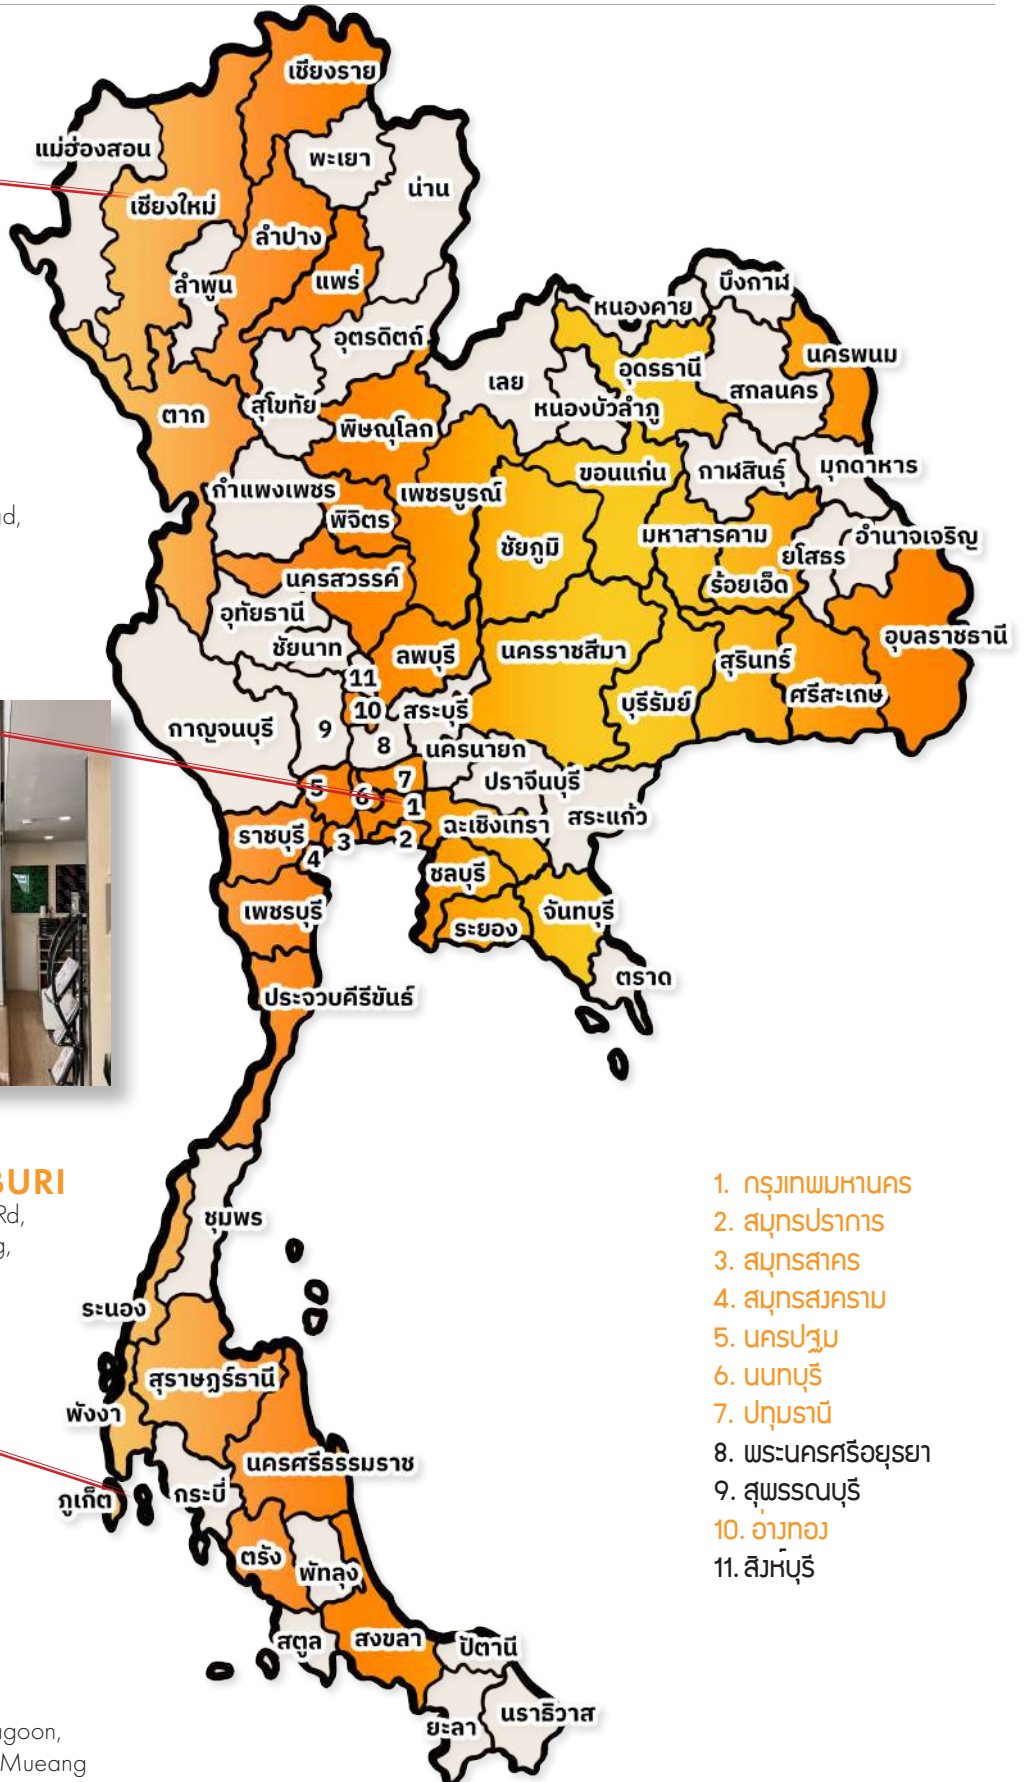 เชียงราย
แม่ฮ่องสอน
พะเยา
น่าน
เชียงใหม่
ลำปาง
ลำพูน
แพร่
บึงกาฬ
หนองคาย
อุตรดิตถ์
นครพนม
อุดรธานี
เลย
สกลนคร
ตาก
สุโขทัย
หนองบัวลำภู
พิษณุโลก
ขอนแก่น
กาฬสินธุ์
มุกดาหาร
กำแพงเพชร
เพชรบูรณ์
พิจิตร
ad,
มหาสารคาม
อำนาจเจริญ
ชัยภูมิ
ยโสธร
นครสวรรค์
ร้อยเอ็ด
อุทัยธานี
อุบลราชธานี
ชัยนาท
ลพบุรี
นครราชสีมา
สุรินทร์
11
ศรีสะเกษ
บุรีรัมย์
10
สระบุรี
กาญจนบุรี
9
8
นครนายก
7
ปราจีนบุรี
5
6
1
สระแก้ว
ฉะเชิงเทรา
ราชบุรี
3
2
4
ชลบุรี
เพชรบุรี
จันทบุรี
ระยอง
ตราด
ประจวบคีรีขันธ์
BURI
Rd,
g,
ชุมพร
ระนอง
สุราษฎร์ธานี
พังงา
นครศรีธรรมราช
ภูเก็ต
กระบี่
ตรัง
พัทลุง
สตูล
สงขลา
ปัตตานี
ยะลา
นราธิวาส
1. กรุงเทพมหานคร
2. สมุทรปราการ
3. สมุทรสาคร
4. สมุทรสงคราม
5. นครปฐม
6. นนทบุรี
7. ปทุมธานี
8. พระนครศรีอยุธยา
9. สุพรรณบุรี
10. อ่างทอง
11. สิงห์บุรี
agoon,
Mueang